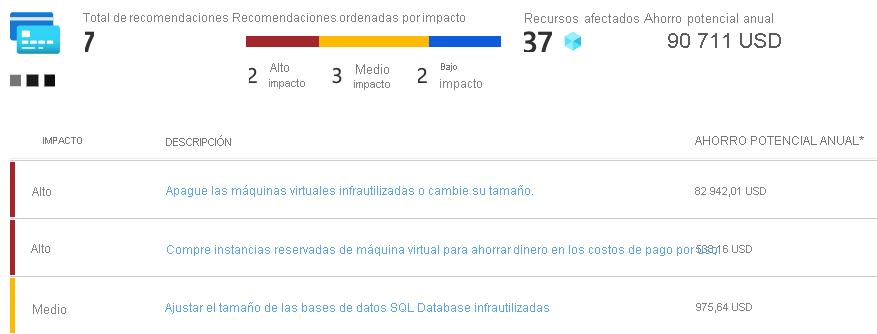 Total de recomendaciones Recomendaciones ordenadas por impacto
Recursos afectados Ahorro potencial anual
7
37
90 711 USD
2 Alto impacto
3 Medio impacto
2 Bajo impacto
IMPACTO DESCRIPCIÓN AHORRO POTENCIAL ANUAL*
Alto Apague las máquinas virtuales infrautilizadas o cambie su tamaño. 82 942,01 USD
Alto Compre instancias reservadas de máquina virtual para ahorrar dinero en los costos de pago por USD
Medio Ajustar el tamaño de las bases de datos SQL Database infrautilizadas 975,64 USD